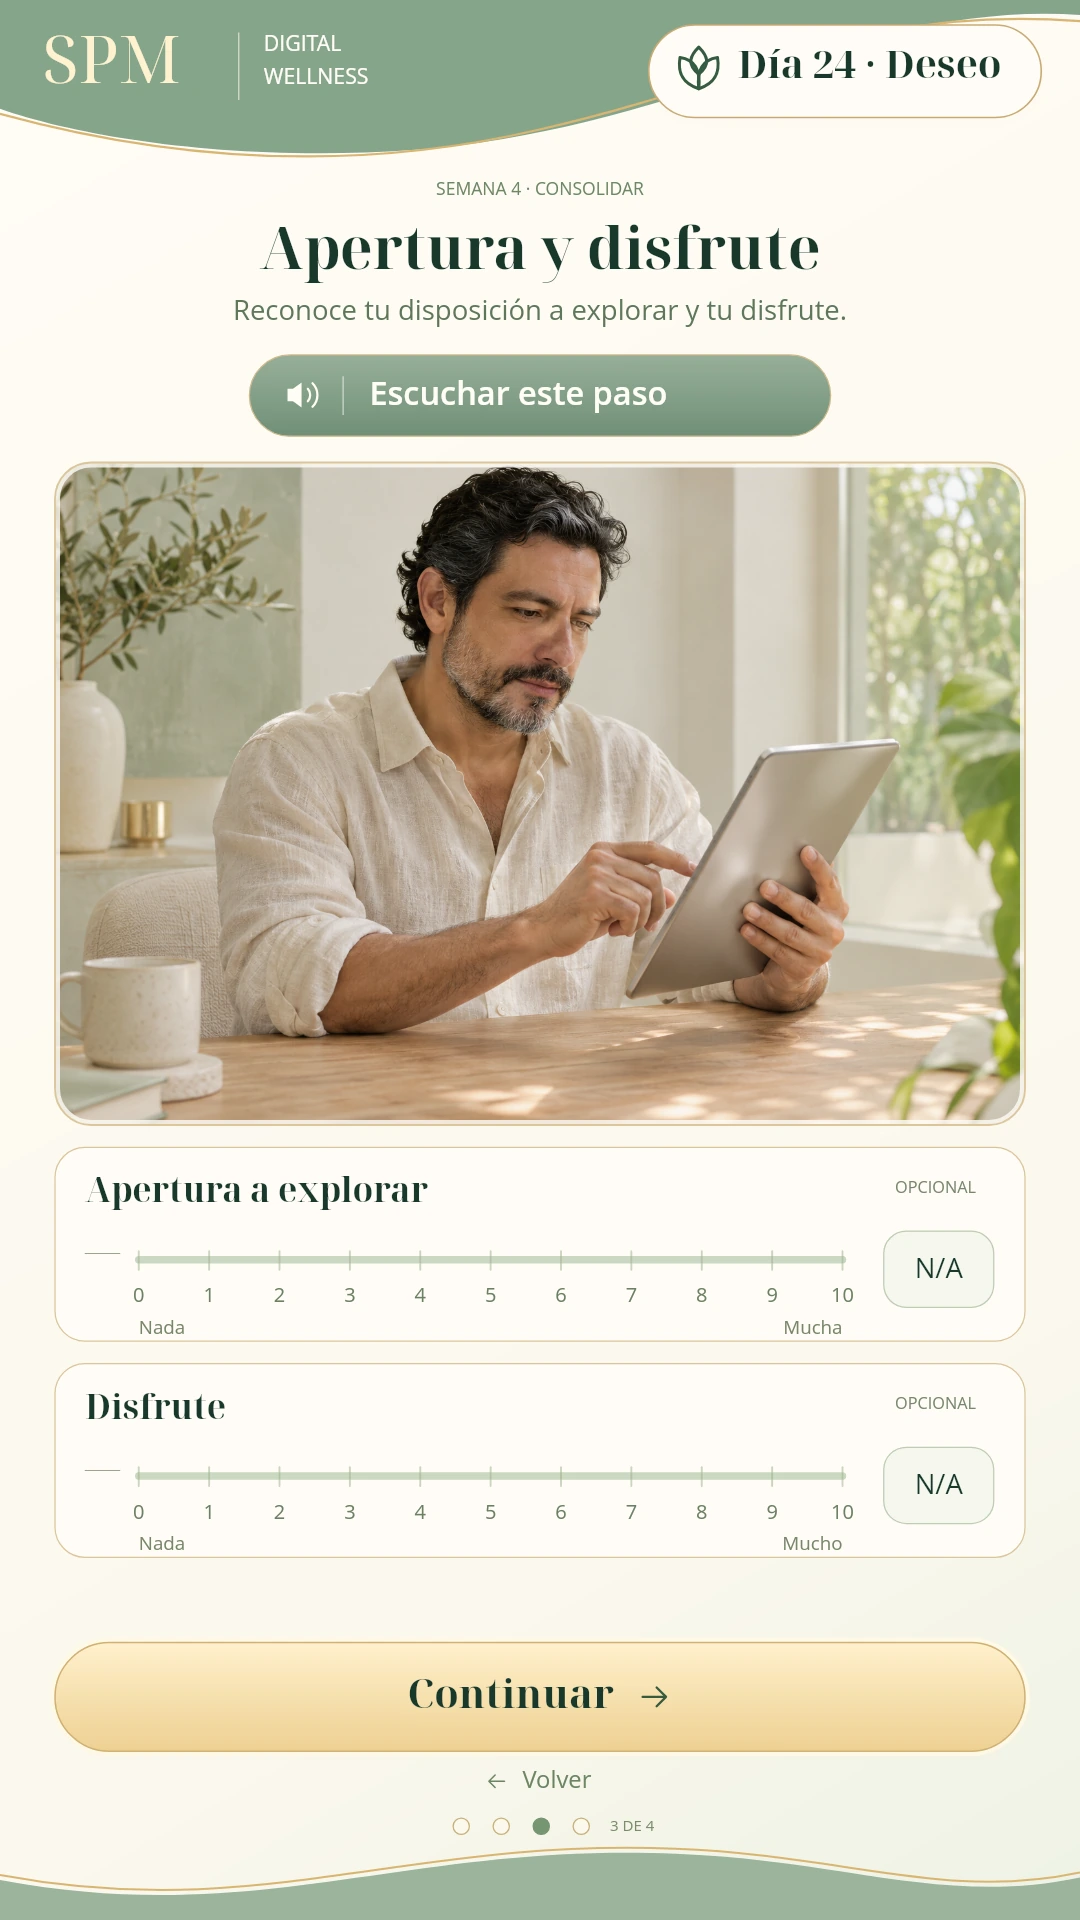 SPM
DIGITAL
WELLNESS
Día 24 · Deseo
SEMANA 4 · CONSOLIDAR
Apertura y disfrute
Reconoce tu disposición a explorar y tu disfrute.
Escuchar este paso
Apertura a explorar
OPCIONAL
—
N/A
0 1 2 3 4 5 6 7 8 9 10
Nada Mucha
Disfrute
OPCIONAL
—
N/A
0 1 2 3 4 5 6 7 8 9 10
Nada Mucho
Continuar →
← Volver
3 DE 4